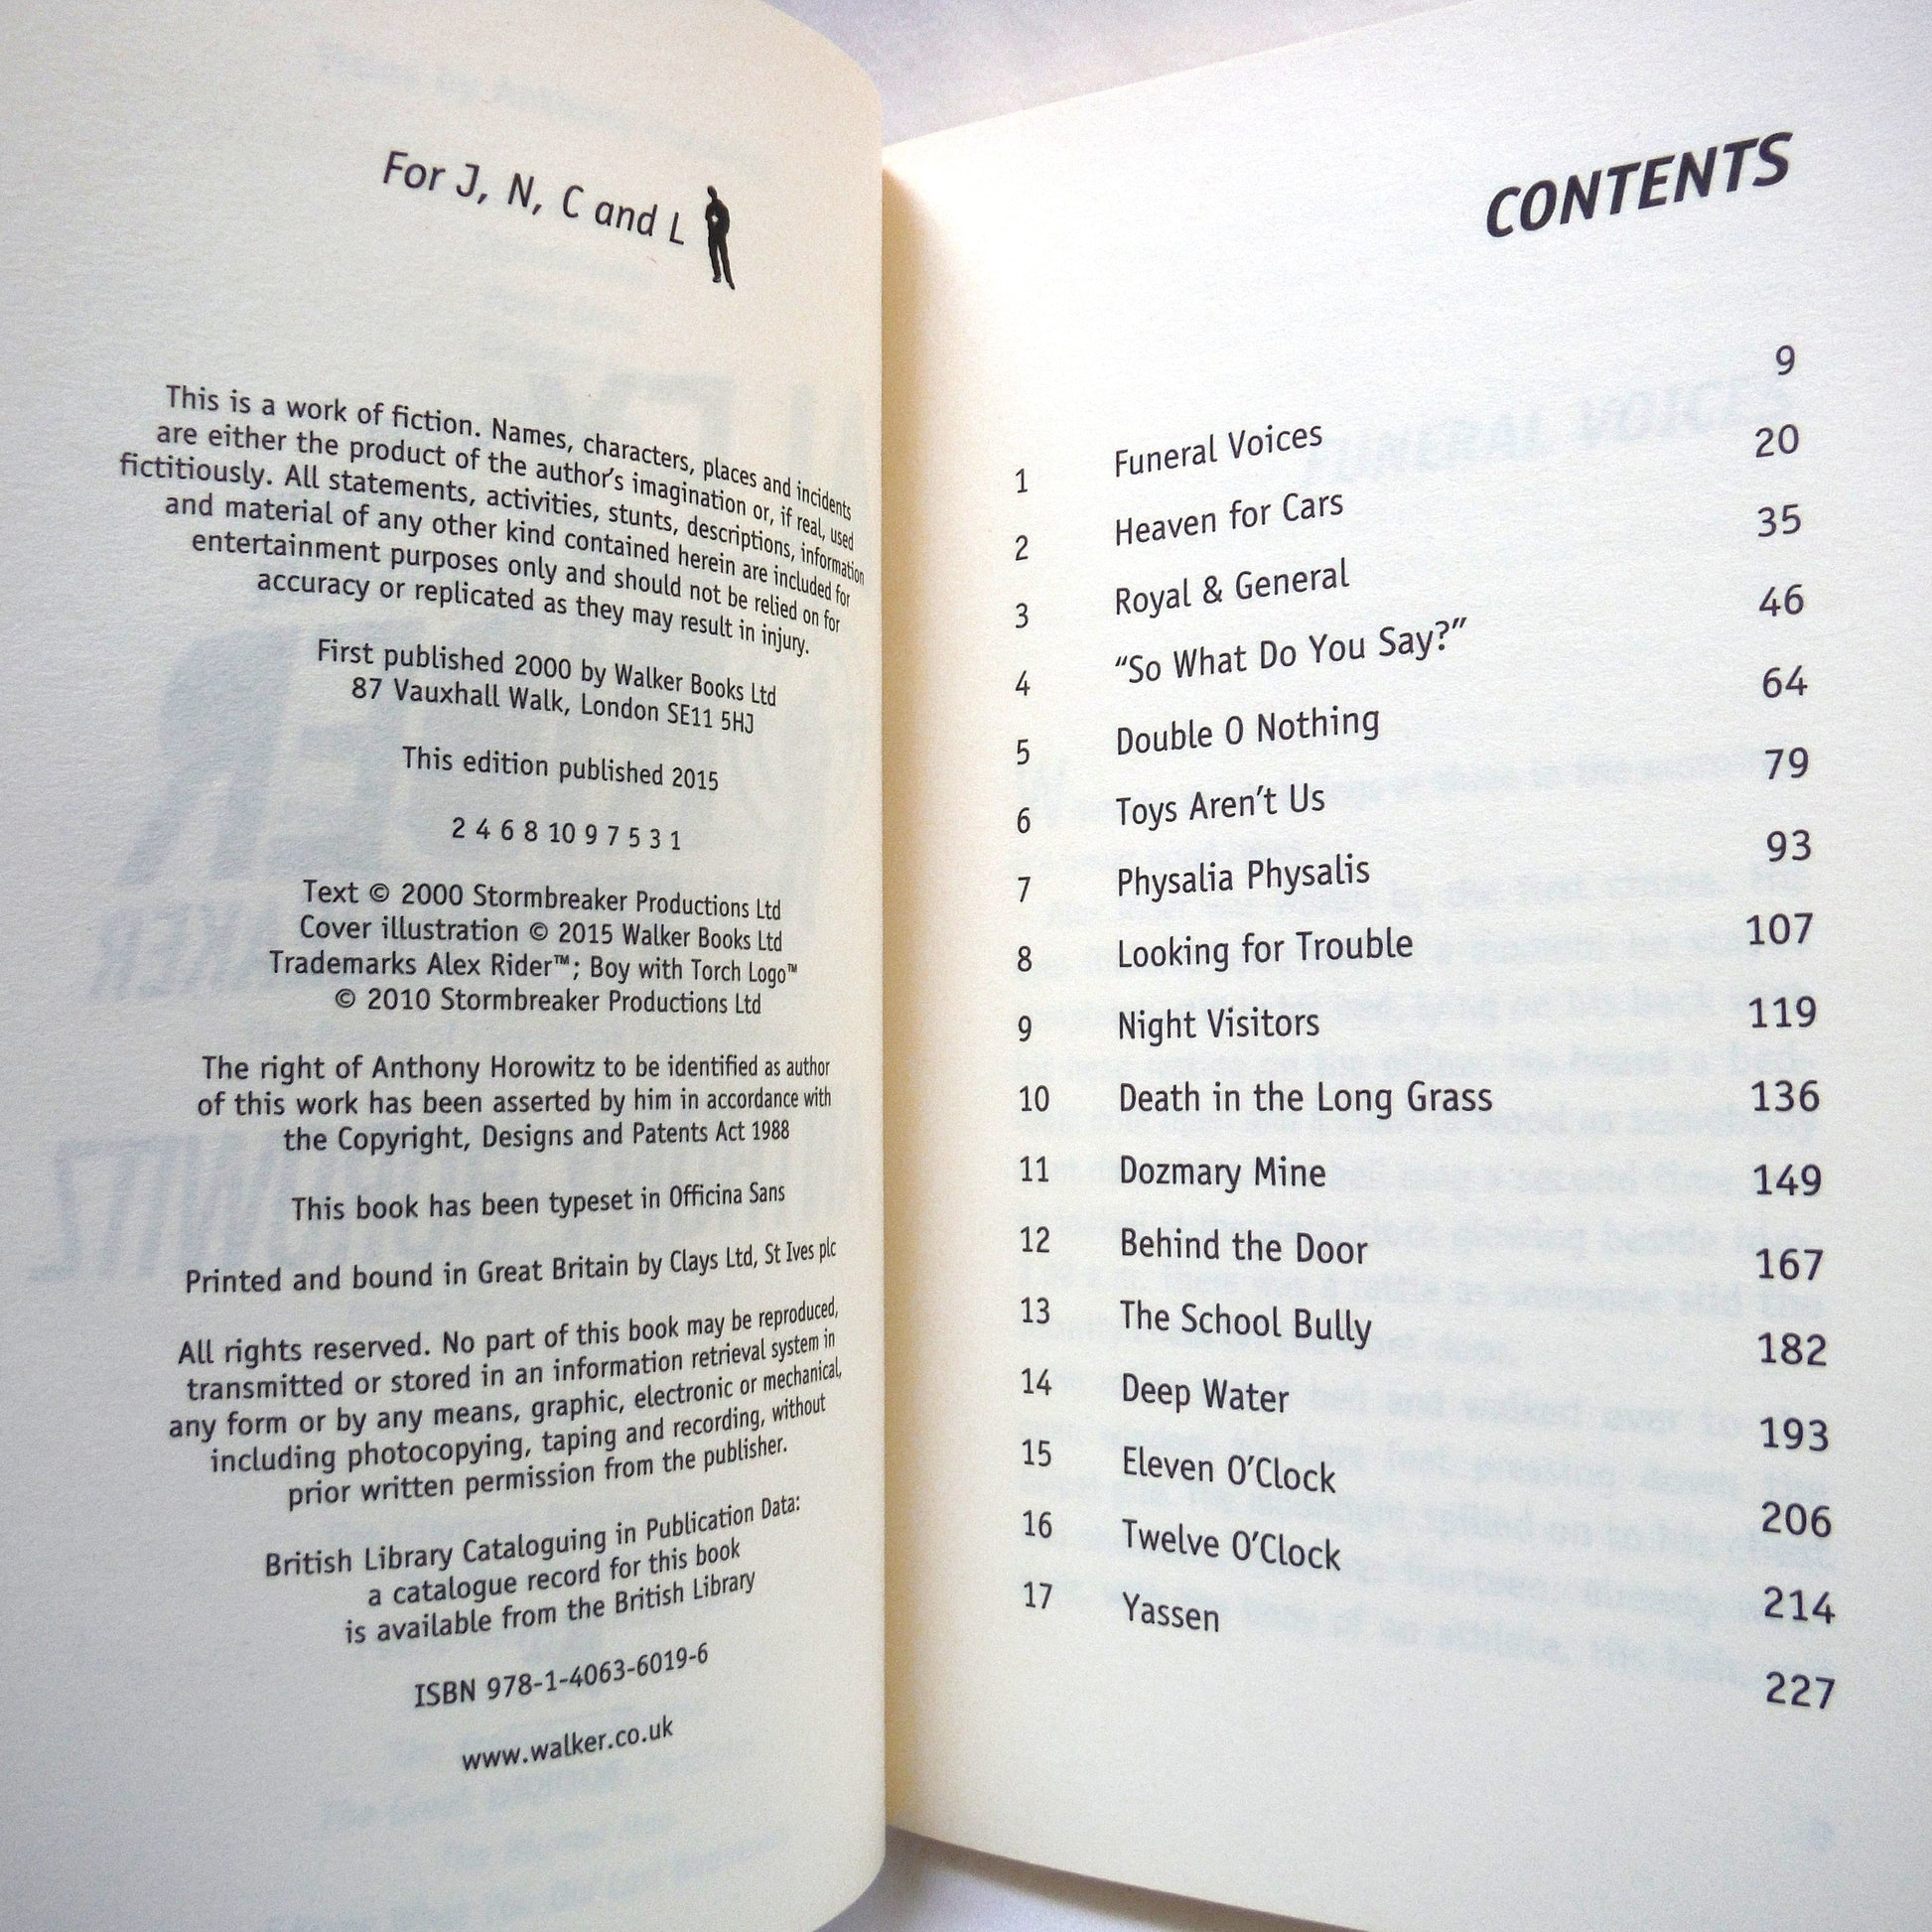 For J, N, C and L
This is a work of fiction. Names, characters, places and incidents
are either the product of the author's imagination or, if real, used
fictitiously. All statements, activities, stunts, descriptions, information
and material of any other kind contained herein are included for
entertainment purposes only and should not be relied on for
accuracy or replicated as they may result in injury.
First published 2000 by Walker Books Ltd
87 Vauxhall Walk, London SE11 5HJ
This edition published 2015
2 4 6 8 10 9 7 5 3 1
Text © 2000 Stormbreaker Productions Ltd
Cover illustration © 2015 Walker Books Ltd
Trademarks Alex Rider™; Boy with Torch Logo™
© 2010 Stormbreaker Productions Ltd
The right of Anthony Horowitz to be identified as author
of this work has been asserted by him in accordance with
the Copyright, Designs and Patents Act 1988
This book has been typeset in Officina Sans
Printed and bound in Great Britain by Clays Ltd, St Ives plc
All rights reserved. No part of this book may be reproduced,
transmitted or stored in an information retrieval system in
any form or by any means, graphic, electronic or mechanical,
including photocopying, taping and recording, without
prior written permission from the publisher.
British Library Cataloguing in Publication Data:
a catalogue record for this book
is available from the British Library
ISBN 978-1-4063-6019-6
www.walker.co.uk
CONTENTS
1 Funeral Voices 9
2 Heaven for Cars 20
3 Royal & General 35
4 “So What Do You Say?” 46
5 Double O Nothing 64
6 Toys Aren't Us 79
7 Physalia Physalis 93
8 Looking for Trouble 107
9 Night Visitors 119
10 Death in the Long Grass 136
11 Dozmary Mine 149
12 Behind the Door 167
13 The School Bully 182
14 Deep Water 193
15 Eleven O'Clock 206
16 Twelve O'Clock 214
17 Yassen 227